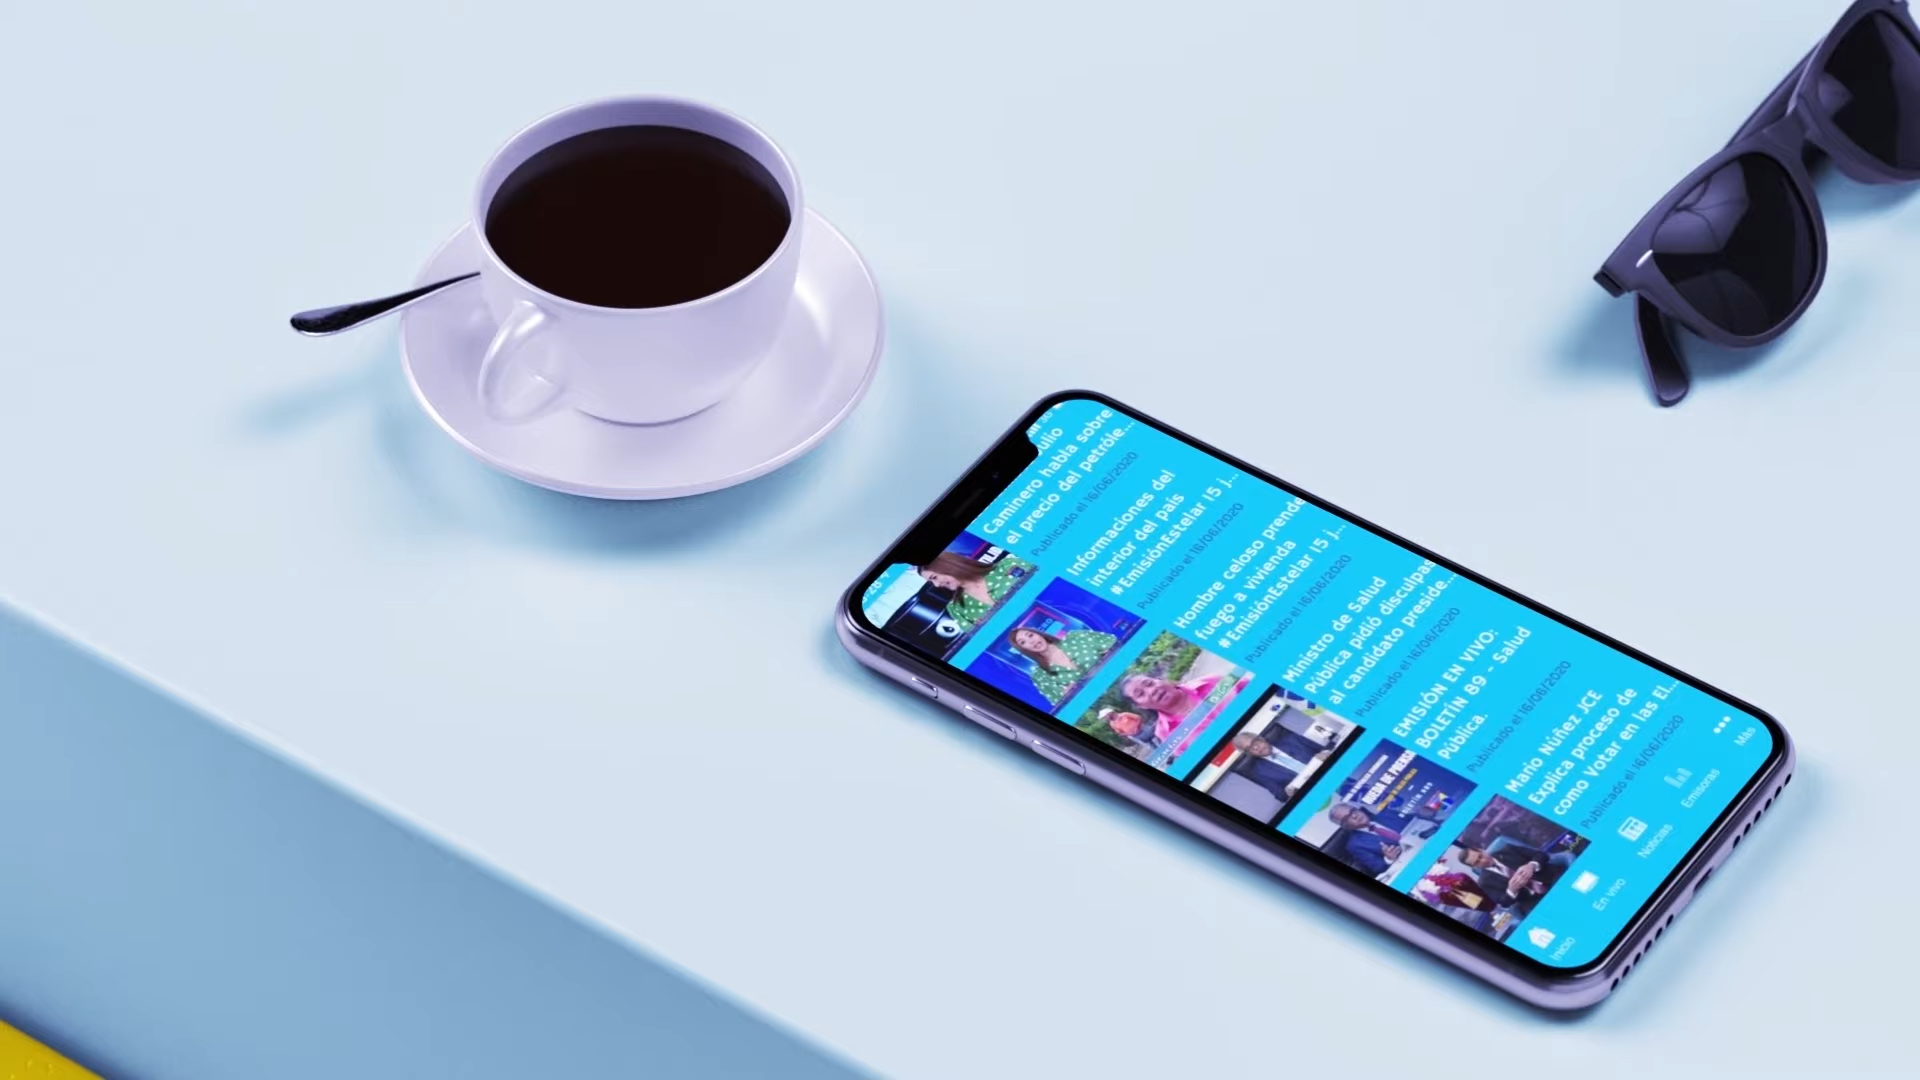 ulio
Caminero habla sobre
el precio del petróle...
Publicado el 16/06/2020
Informaciones del
interior del país
#EmisiónEstelar 15 j...
Publicado el 16/06/2020
Hombre celoso prende
fuego a vivienda
#EmisiónEstelar 15 j...
Publicado el 16/06/2020
Ministro de Salud
Pública pidió disculpas
al candidato preside...
Publicado el 16/06/2020
EMISIÓN EN VIVO:
BOLETÍN 89 - Salud
Pública.
Publicado el 16/06/2020
RUEDA DE PRENSA
Mario Núñez JCE
Explica proceso de
como Votar en las El...
Publicado el 16/06/2020
Inicio
En vivo
Noticias
Emisoras
Más